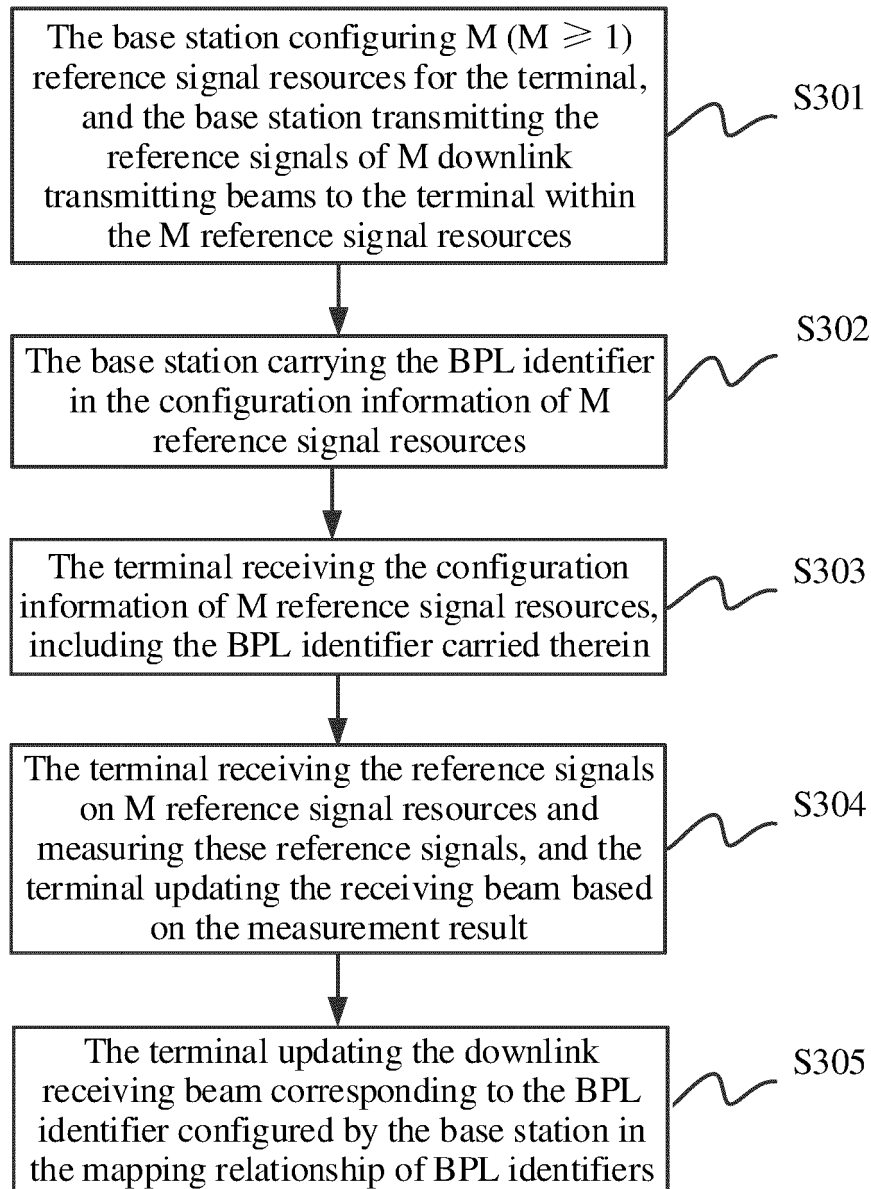 The base station configuring M (M ≥ 1)
reference signal resources for the terminal,
and the base station transmitting the
reference signals of M downlink
transmitting beams to the terminal within
the M reference signal resources
S301
The base station carrying the BPL identifier
in the configuration information of M
reference signal resources
S302
The terminal receiving the configuration
information of M reference signal resources,
including the BPL identifier carried therein
S303
The terminal receiving the reference signals
on M reference signal resources and
measuring these reference signals, and the
terminal updating the receiving beam based
on the measurement result
S304
The terminal updating the downlink
receiving beam corresponding to the BPL
identifier configured by the base station in
the mapping relationship of BPL identifiers
S305